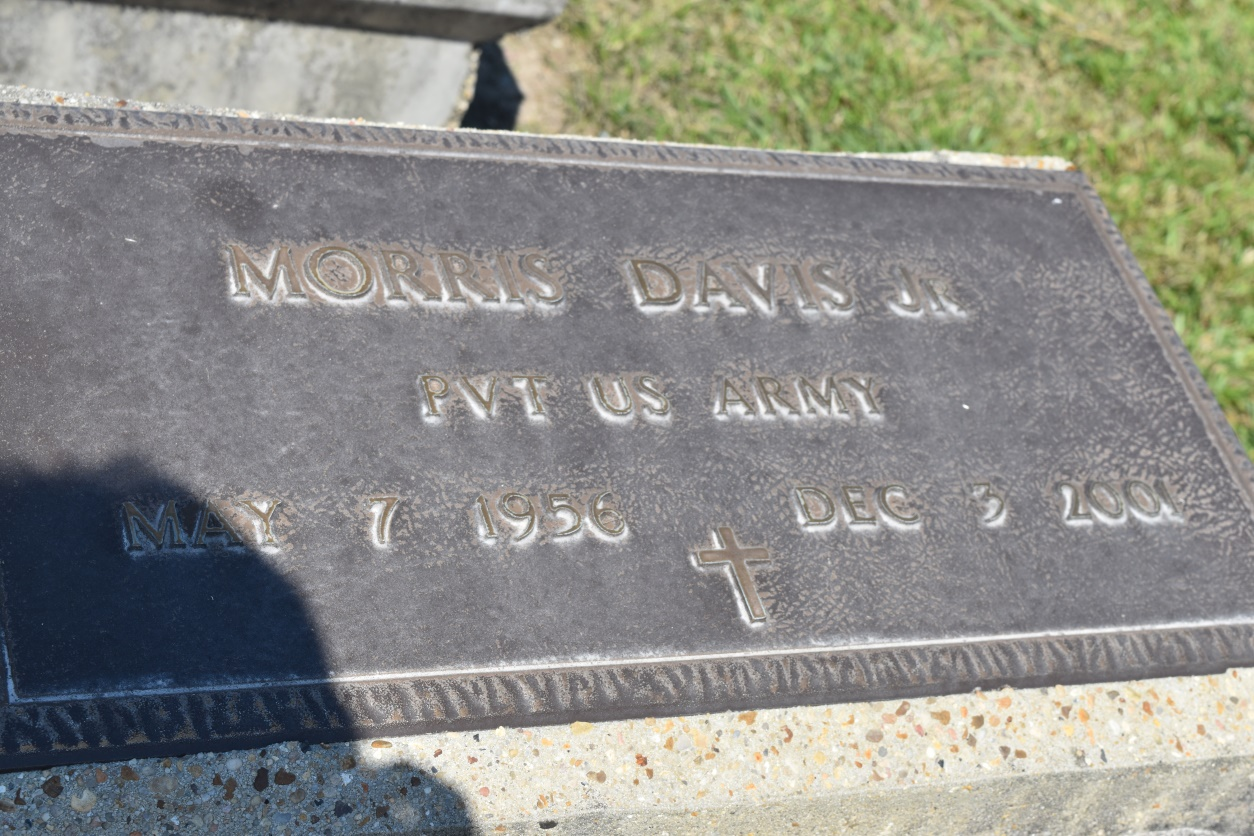 MORRIS DAVIS JR
PVT US ARMY
MAY 7 1956 DEC 3 2001